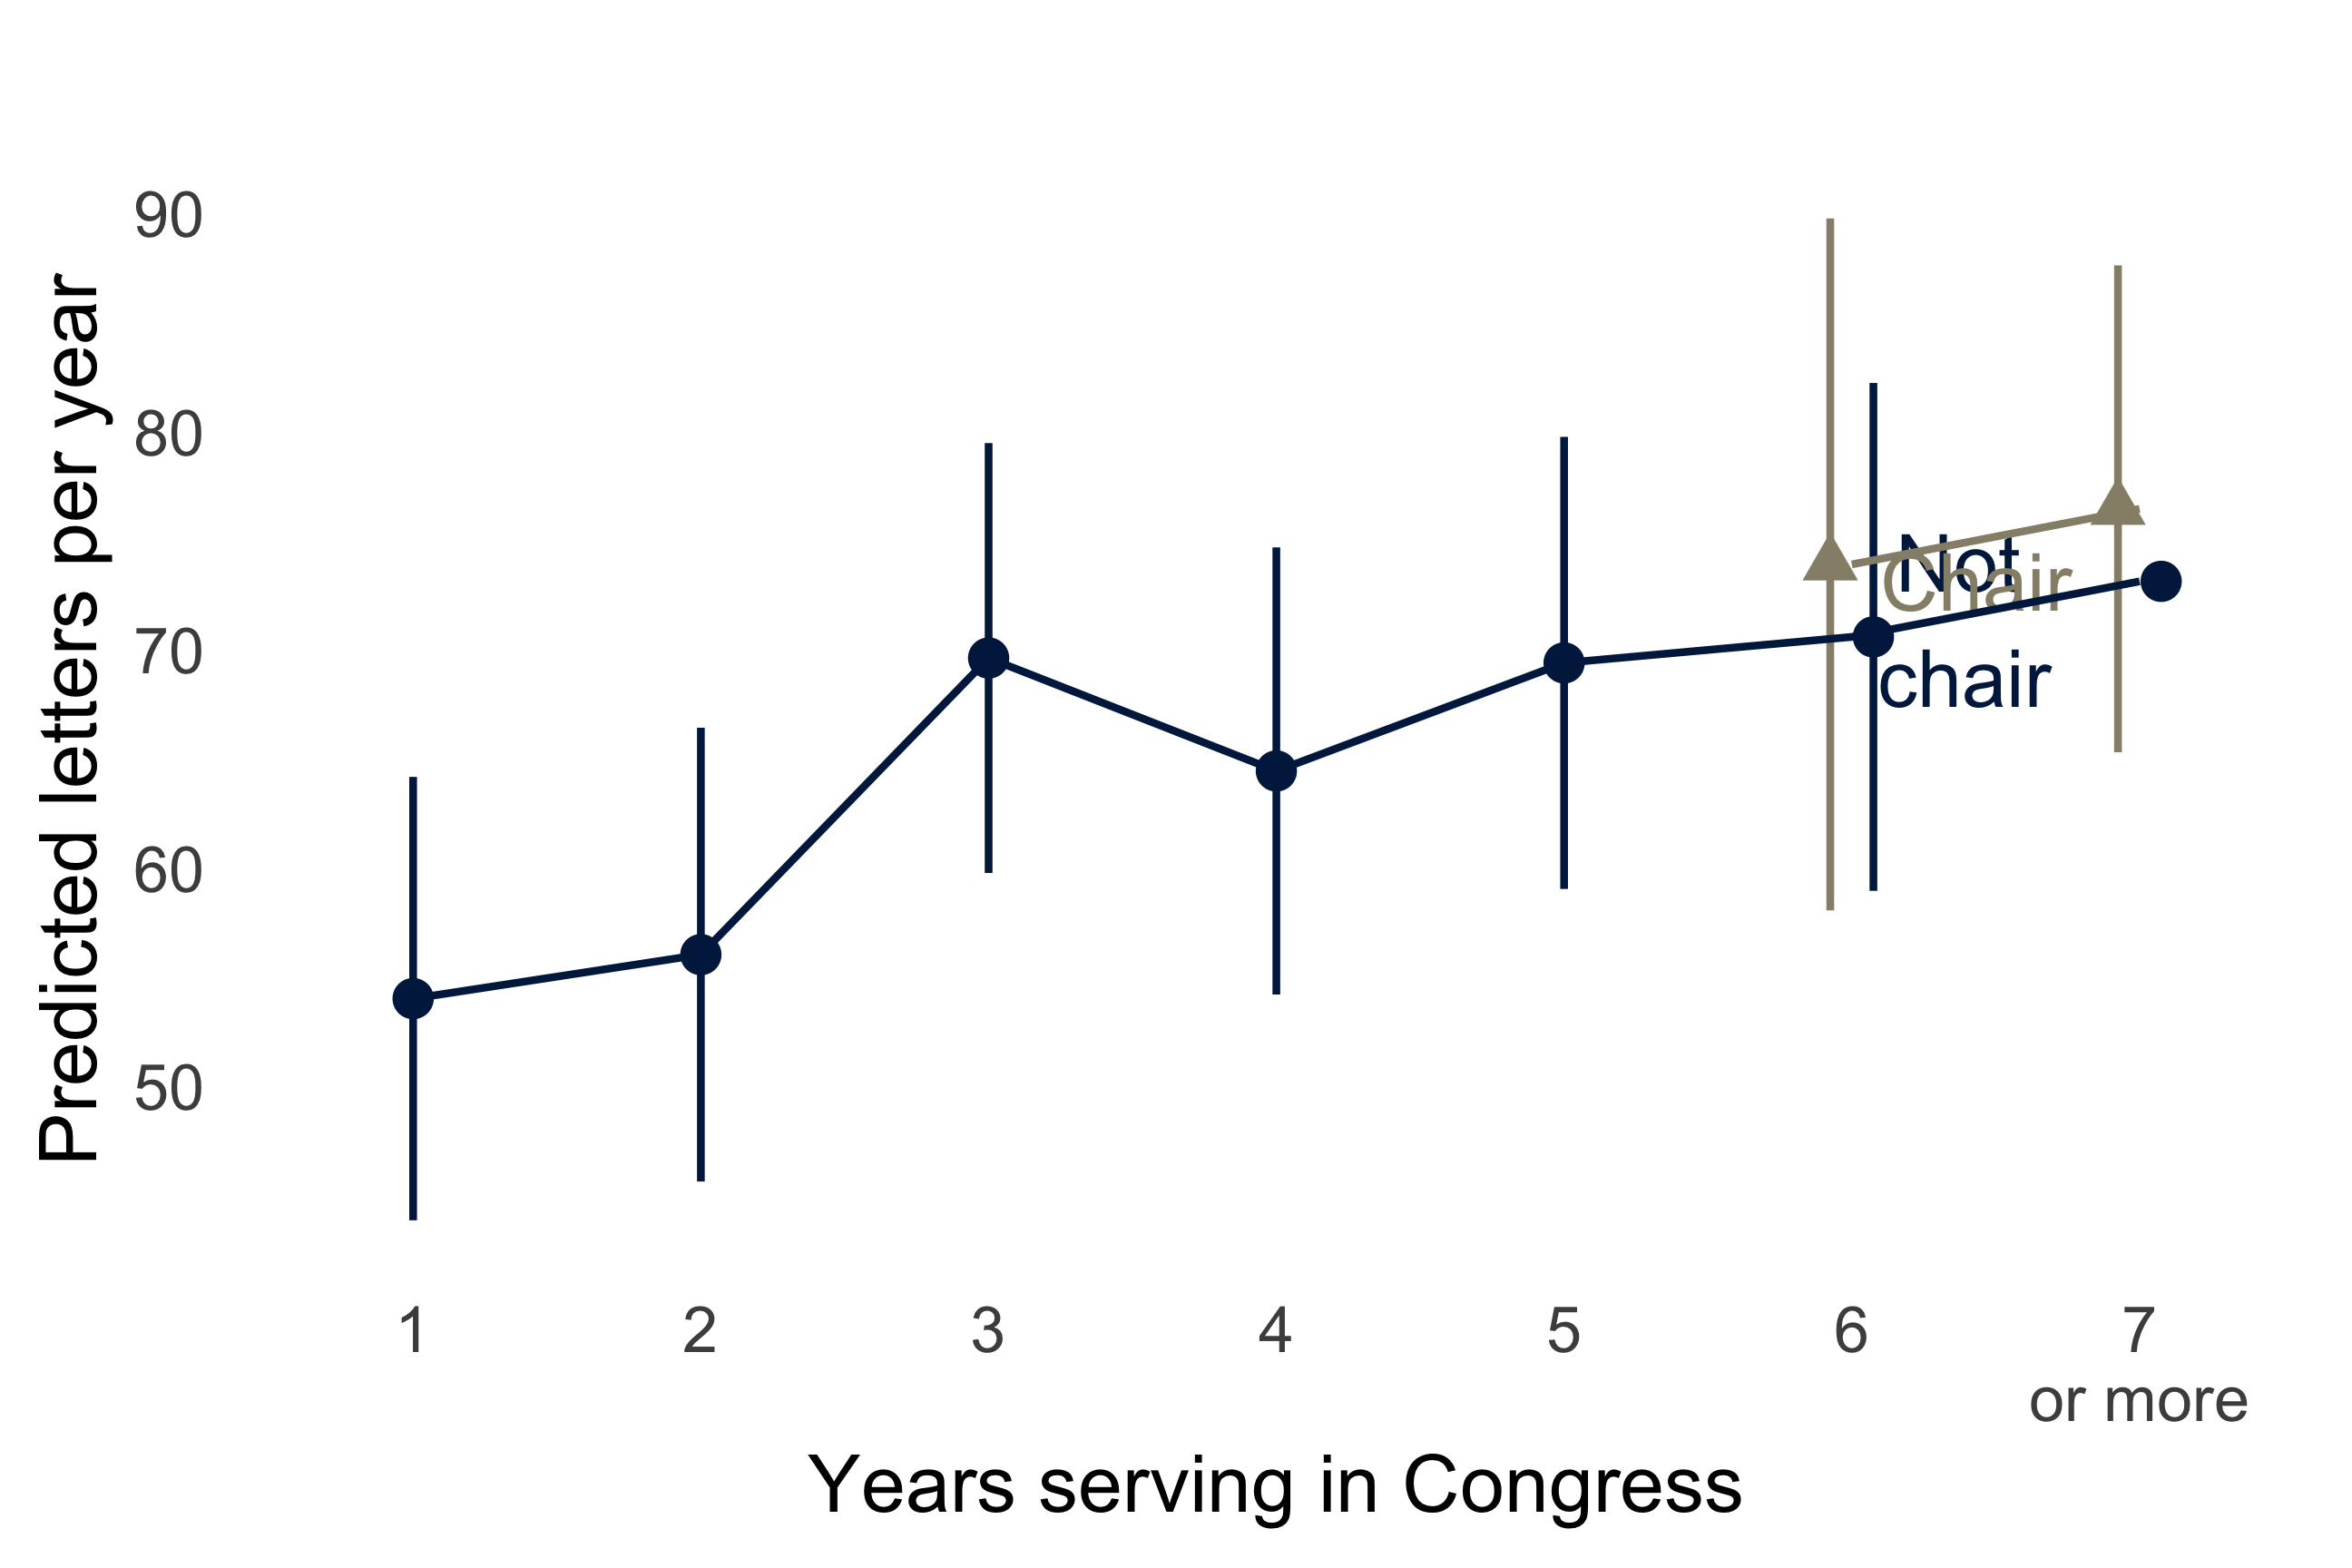 90
80
70
60
50
Predicted letters per year
Not
Chair
chair
1
2
3
4
5
6
7
or more
Years serving in Congress